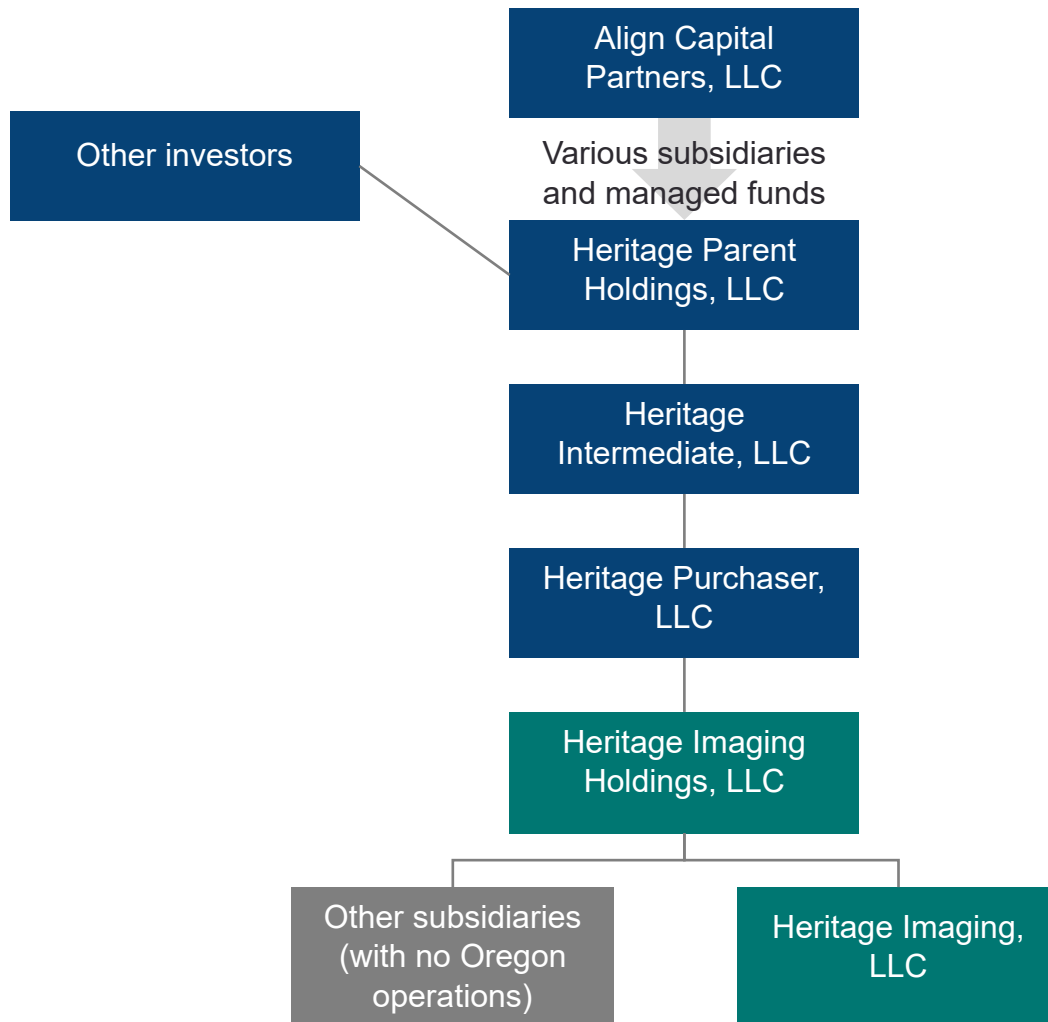 Align Capital
Partners, LLC
Other investors
Various subsidiaries
and managed funds
Heritage Parent
Holdings, LLC
Heritage
Intermediate, LLC
Heritage Purchaser,
LLC
Heritage Imaging
Holdings, LLC
Other subsidiaries
(with no Oregon
operations)
Heritage Imaging,
LLC